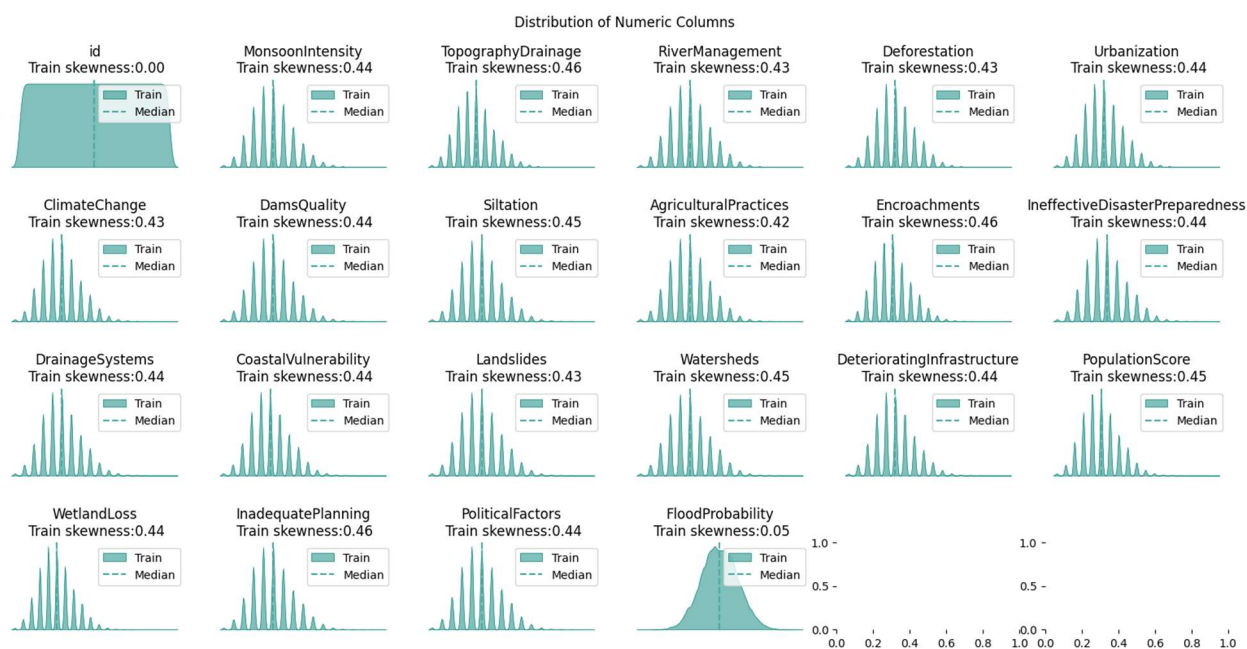 Distribution of Numeric Columns
id
Train skewness:0.00
Train
Median
MonsoonIntensity
Train skewness:0.44
Train
Median
TopographyDrainage
Train skewness:0.46
Train
Median
RiverManagement
Train skewness:0.43
Train
Median
Deforestation
Train skewness:0.43
Train
Median
Urbanization
Train skewness:0.44
Train
Median
ClimateChange
Train skewness:0.43
Train
Median
DamsQuality
Train skewness:0.44
Train
Median
Siltation
Train skewness:0.45
Train
Median
AgriculturalPractices
Train skewness:0.42
Train
Median
Encroachments
Train skewness:0.46
Train
Median
IneffectiveDisasterPreparedness
Train skewness:0.44
Train
Median
DrainageSystems
Train skewness:0.44
Train
Median
CoastalVulnerability
Train skewness:0.44
Train
Median
Landslides
Train skewness:0.43
Train
Median
Watersheds
Train skewness:0.45
Train
Median
DeterioratingInfrastructure
Train skewness:0.44
Train
Median
PopulationScore
Train skewness:0.45
Train
Median
WetlandLoss
Train skewness:0.44
Train
Median
InadequatePlanning
Train skewness:0.46
Train
Median
PoliticalFactors
Train skewness:0.44
Train
Median
FloodProbability
Train skewness:0.05
Train
Median
1.0
0.5
0.0
0.0 0.2 0.4 0.6 0.8 1.0
1.0
0.5
0.0
0.0 0.2 0.4 0.6 0.8 1.0